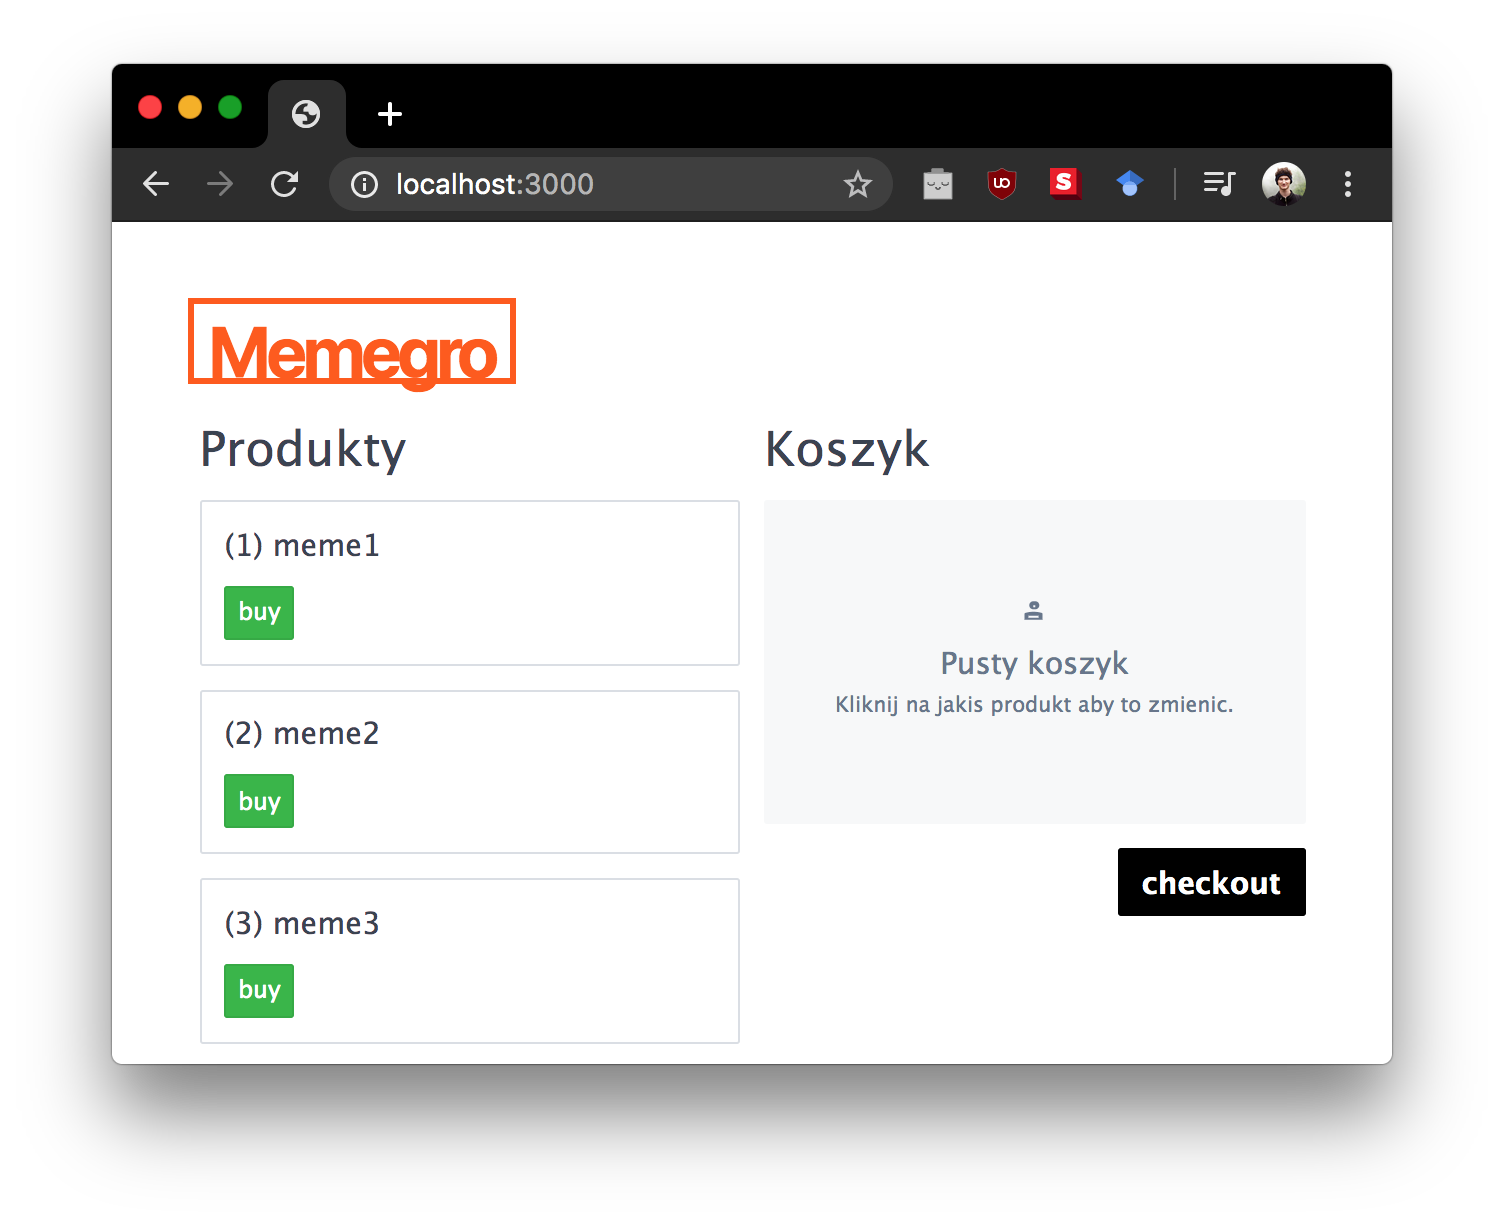 localhost:3000
Memegro
Produkty
Koszyk
(1) meme1
buy
(2) meme2
buy
(3) meme3
buy
Pusty koszyk
Kliknij na jakis produkt aby to zmienic.
checkout